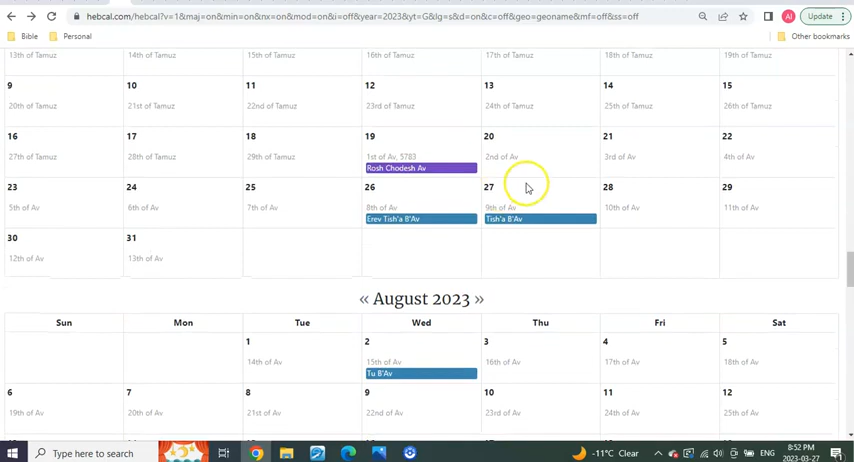 hebcal.com/hebcal?v=1&maj=on&min=on&nx=on&mod=on&i=off&year=2023&yt=G&lg=s&d=on&c=off&geo=geoname&mf=off&ss=off
AI
Update
Bible
Personal
Other bookmarks
13th of Tamuz 14th of Tamuz 15th of Tamuz 16th of Tamuz 17th of Tamuz 18th of Tamuz 19th of Tamuz
9 10 11 12 13 14 15
20th of Tamuz 21st of Tamuz 22nd of Tamuz 23rd of Tamuz 24th of Tamuz 25th of Tamuz 26th of Tamuz
16 17 18 19 20 21 22
27th of Tamuz 28th of Tamuz 29th of Tamuz 1st of Av, 5783 2nd of Av 3rd of Av 4th of Av
Rosh Chodesh Av
23 24 25 26 27 28 29
5th of Av 6th of Av 7th of Av 8th of Av 9th of Av 10th of Av 11th of Av
Erev Tish'a B'Av Tish'a B'Av
30 31
12th of Av 13th of Av
« August 2023 »
Sun Mon Tue Wed Thu Fri Sat
1 2 3 4 5
14th of Av 15th of Av 16th of Av 17th of Av 18th of Av
Tu B'Av
6 7 8 9 10 11 12
19th of Av 20th of Av 21st of Av 22nd of Av 23rd of Av 24th of Av 25th of Av
Type here to search
-11°C Clear
ENG
8:52 PM
2023-03-27